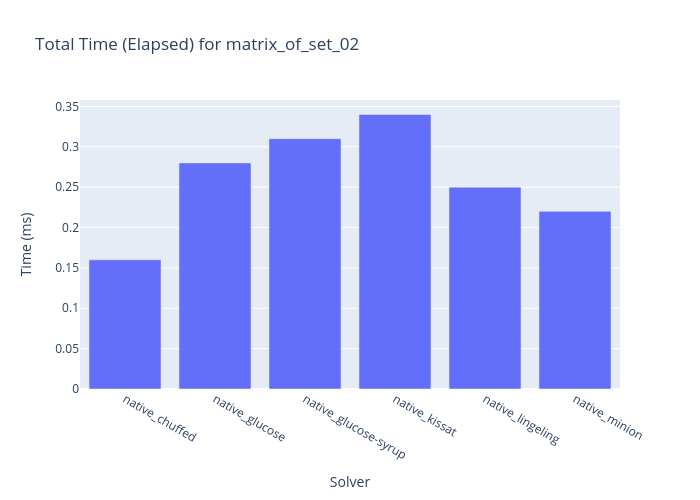 Total Time (Elapsed) for matrix_of_set_02
Time (ms)
0.35
0.3
0.25
0.2
0.15
0.1
0.05
0
native_chuffed
native_glucose
native_glucose-syrup
native_kissat
native_lingeling
native_minion
Solver